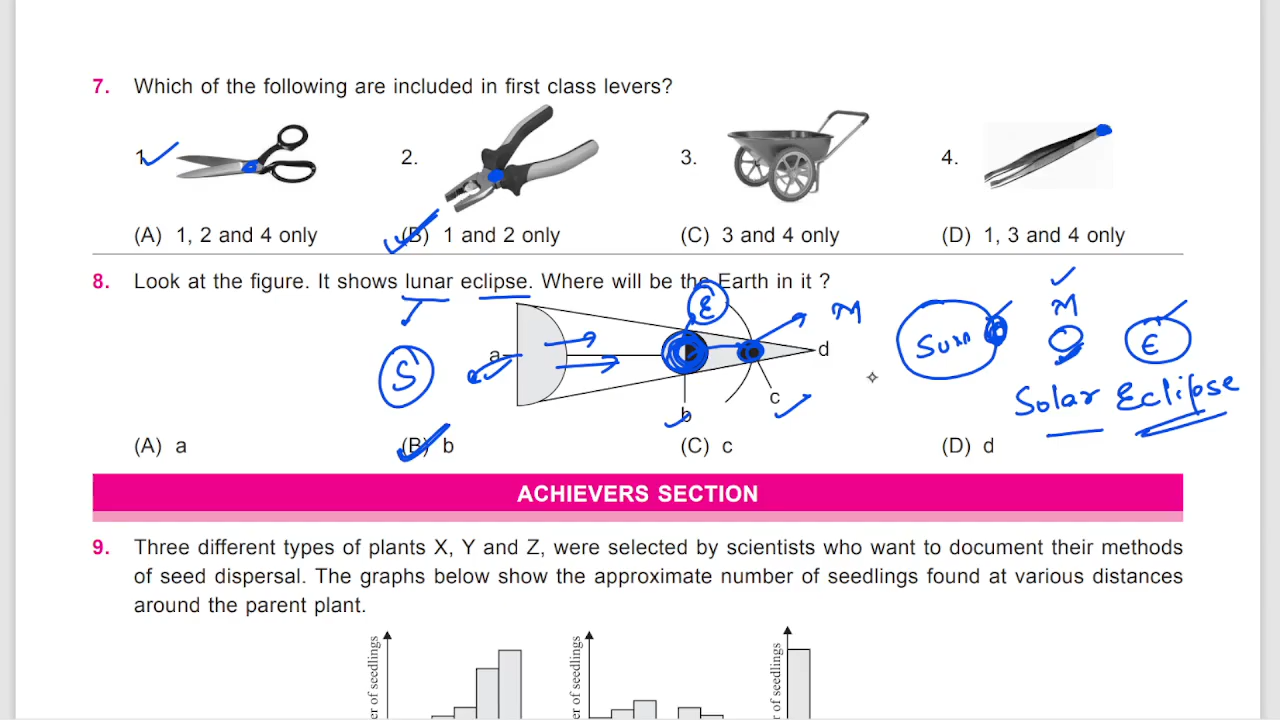 7. Which of the following are included in first class levers?
1.
2.
3.
4.
(A) 1, 2 and 4 only
(B) 1 and 2 only
(C) 3 and 4 only
(D) 1, 3 and 4 only
8. Look at the figure. It shows lunar eclipse. Where will be the Earth in it ?
E
M
S
a
b
c
d
Sun
M
E
Solar Eclipse
(A) a
(B) b
(C) c
(D) d
ACHIEVERS SECTION
9. Three different types of plants X, Y and Z, were selected by scientists who want to document their methods
of seed dispersal. The graphs below show the approximate number of seedlings found at various distances
around the parent plant.
er of seedlings
er of seedlings
er of seedlings